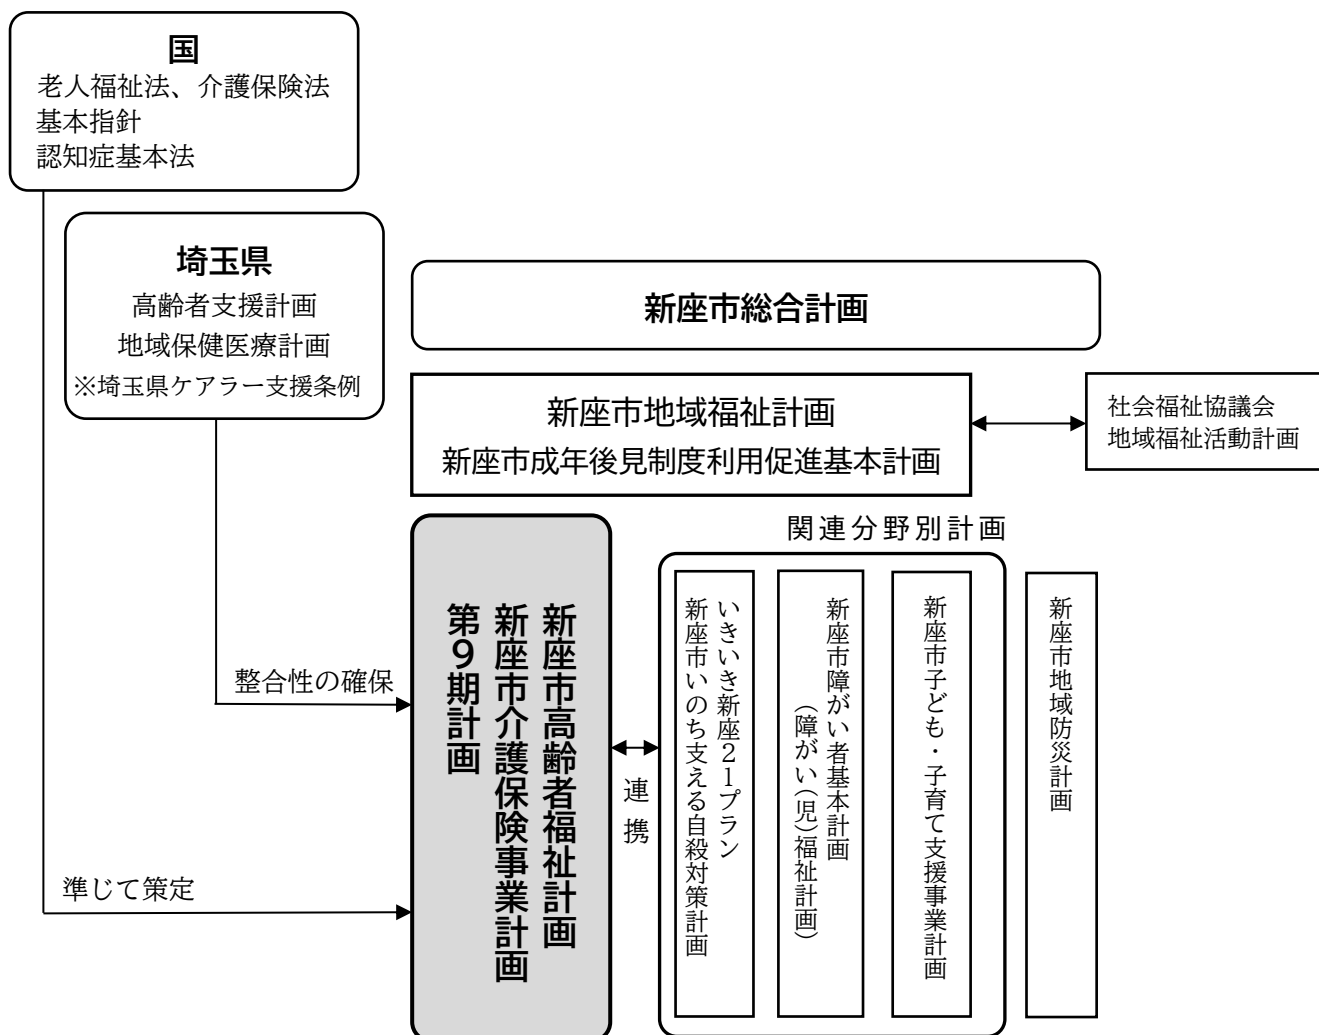 国
老人福祉法、介護保険法
基本指針
認知症基本法
埼玉県
高齢者支援計画
地域保健医療計画
※埼玉県ケアラー支援条例
新座市総合計画
新座市地域福祉計画
新座市成年後見制度利用促進基本計画
社会福祉協議会
地域福祉活動計画
関連分野別計画
整合性の確保
準じて策定
新座市高齢者福祉計画
新座市介護保険事業計画
第９期計画
連携
いきいき新座２１プラン
新座市いのち支える自殺対策計画
新座市障がい者基本計画
（障がい（児）福祉計画）
新座市子ども・子育て支援事業計画
新座市地域防災計画